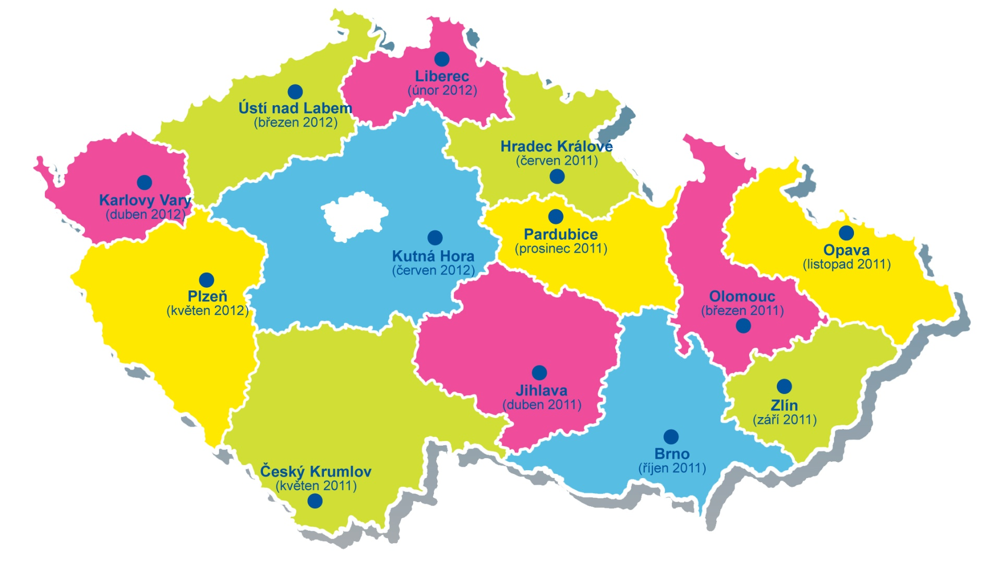 Liberec
(únor 2012)
Ústí nad Labem
(březen 2012)
Hradec Králové
(červen 2011)
Karlovy Vary
(duben 2012)
Pardubice
(prosinec 2011)
Kutná Hora
(červen 2012)
Opava
(listopad 2011)
Plzeň
(květen 2012)
Olomouc
(březen 2011)
Jihlava
(duben 2011)
Zlín
(září 2011)
Brno
(říjen 2011)
Český Krumlov
(květen 2011)